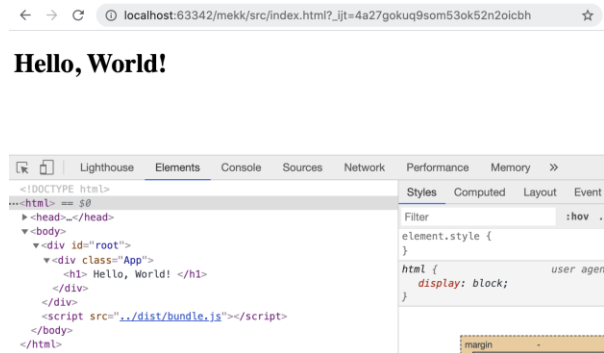 localhost:63342/mekk/src/index.html?_ijt=4a27gokuq9som53ok52n2oicbh
Hello, World!
Lighthouse Elements Console Sources Network Performance Memory »
<!DOCTYPE html>
···<html> == $0
▶<head>…</head>
▼<body>
▼<div id="root">
▼<div class="App">
<h1> Hello, World! </h1>
</div>
</div>
<script src="../dist/bundle.js"></script>
</body>
</html>
Styles Computed Layout Event
Filter :hov .
element.style {
}
html { user agen
display: block;
}
margin -